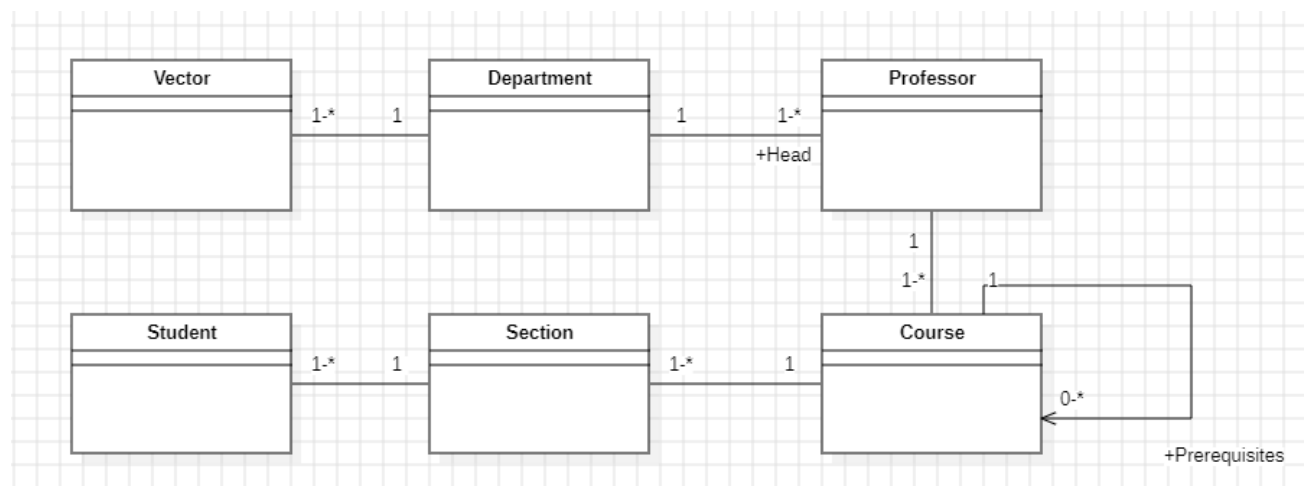 Vector
Department
Professor
1-*
1
1
1-*
+Head
1
1-*
1
Student
Section
Course
1-*
1
1-*
1
0-*
+Prerequisites